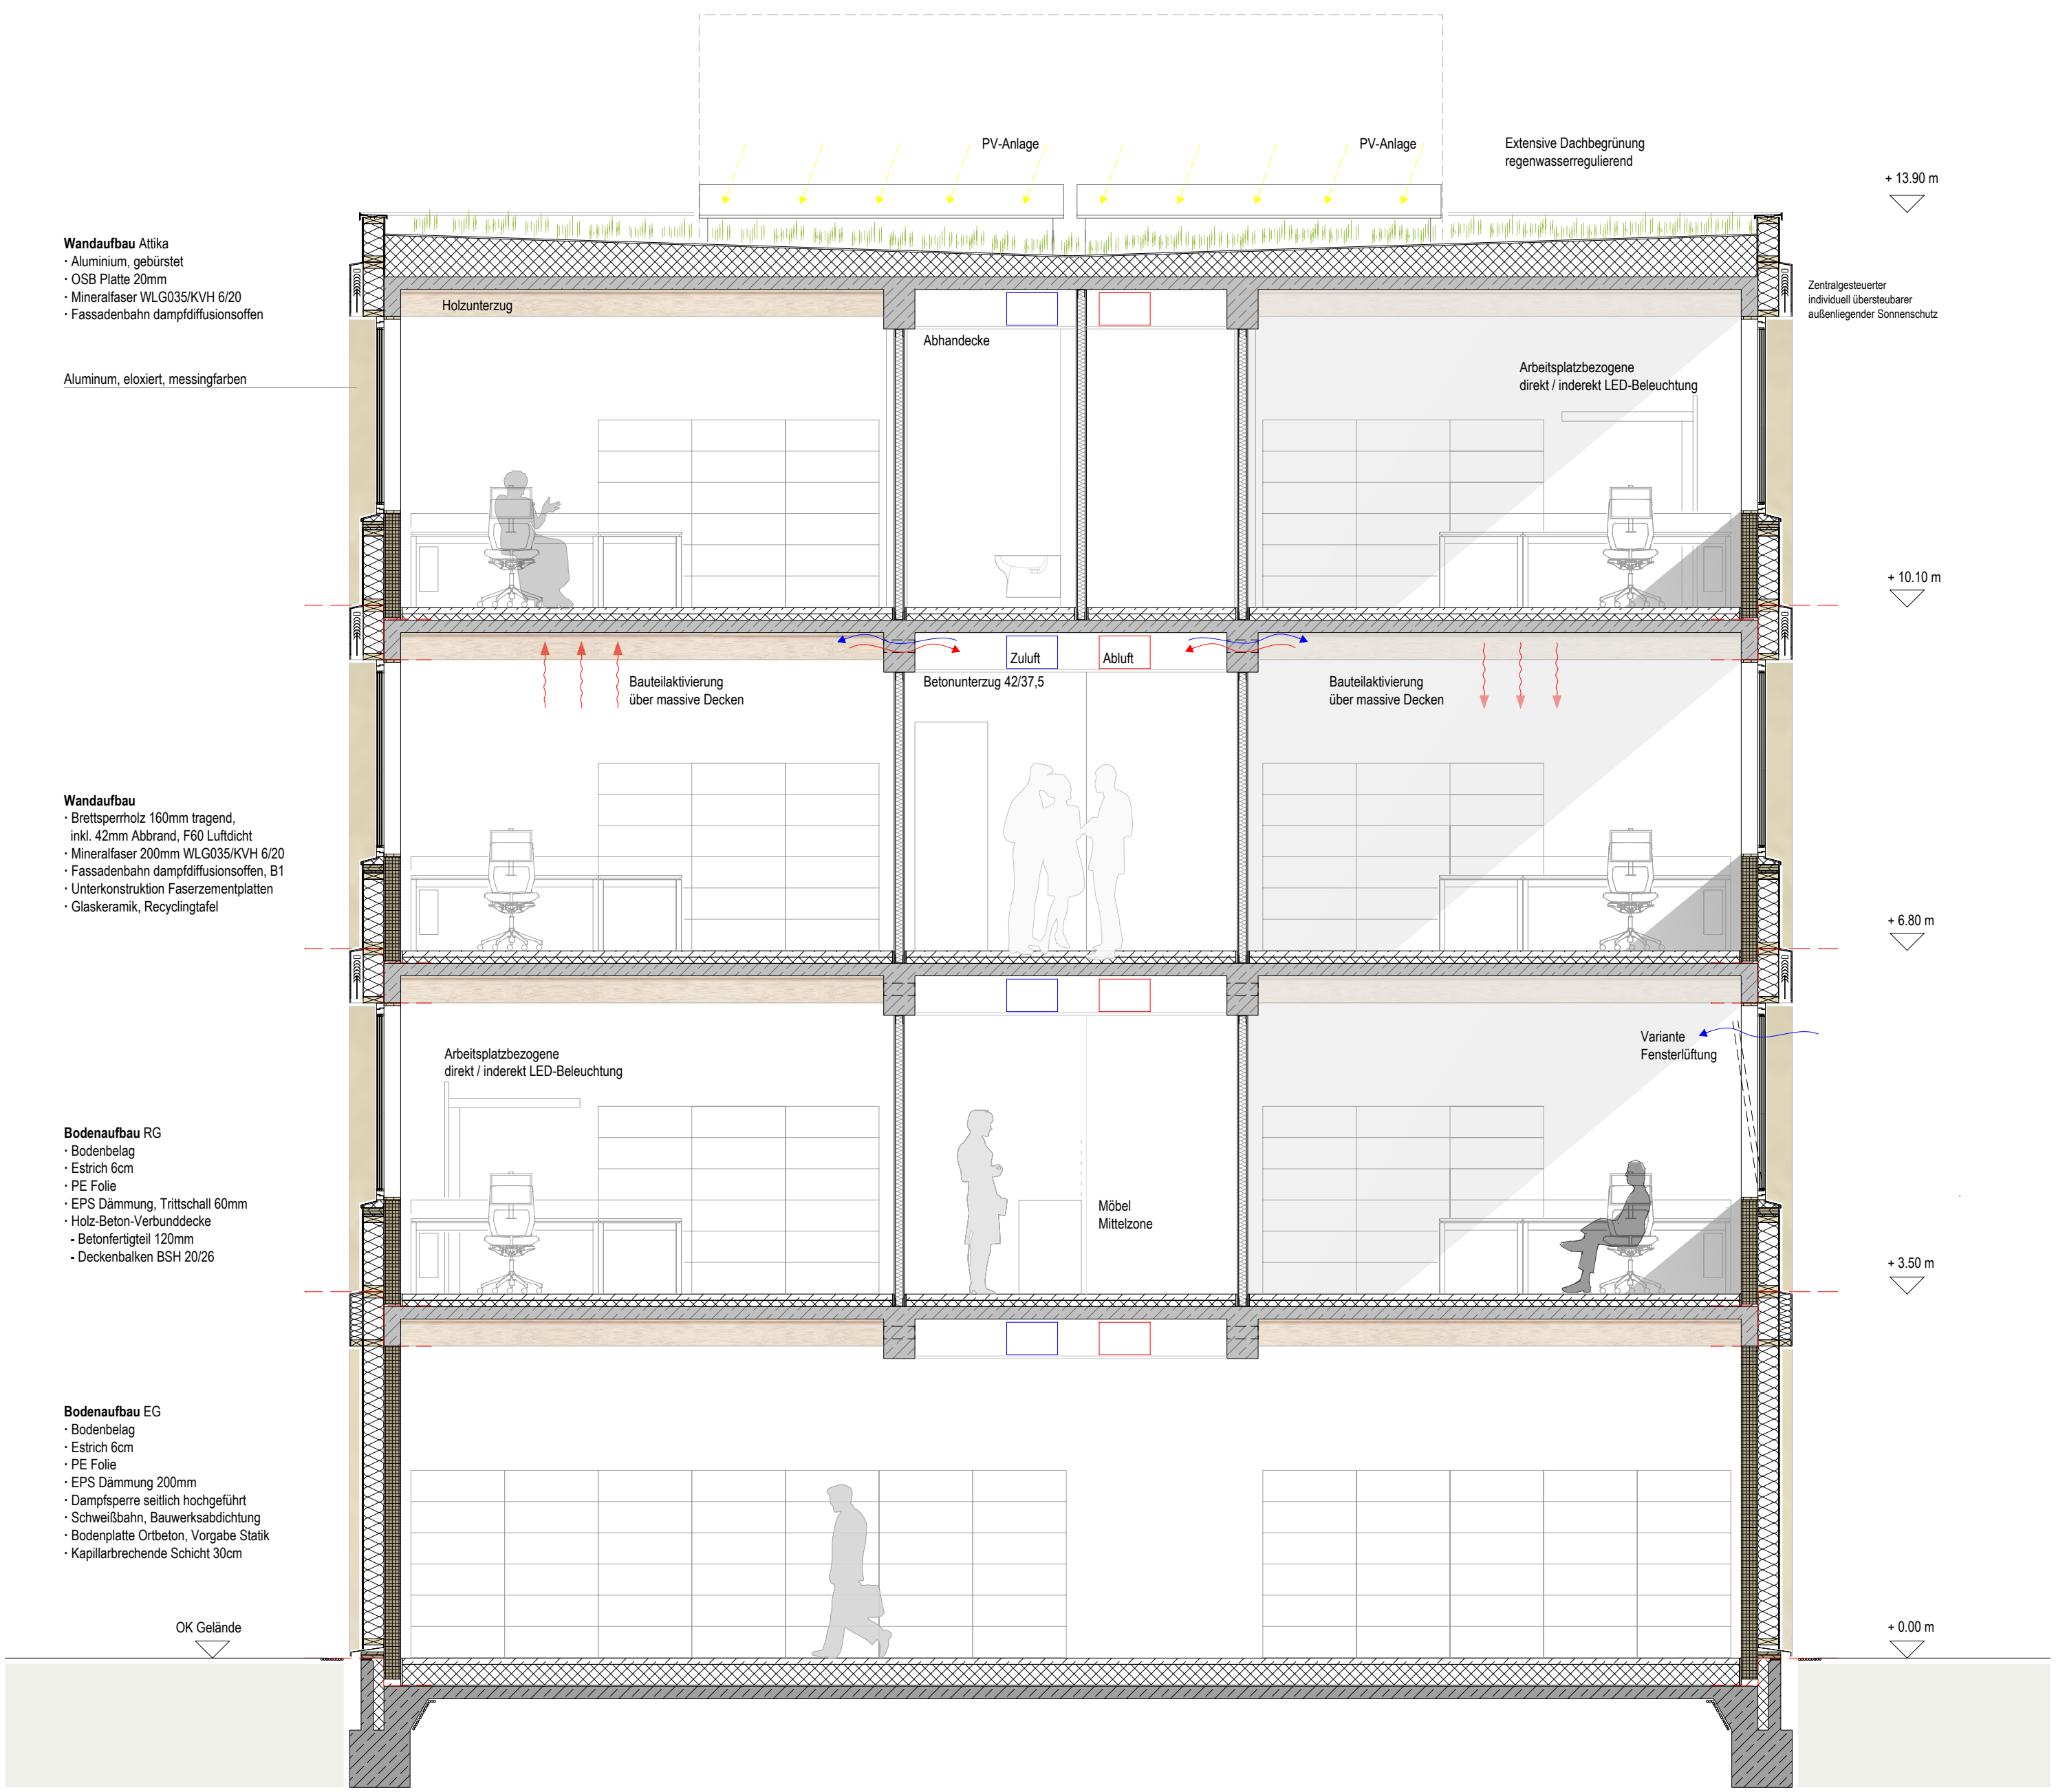 PV-Anlage
PV-Anlage
Extensive Dachbegrünung
regenwasserregulierend
+ 13.90 m
Wandaufbau Attika
· Aluminium, gebürstet
· OSB Platte 20mm
· Mineralfaser WLG035/KVH 6/20
· Fassadenbahn dampfdiffusionsoffen
Holzunterzug
Zentralgesteuerter
individuell übersteubarer
außenliegender Sonnenschutz
Abhandecke
Aluminum, eloxiert, messingfarben
Arbeitsplatzbezogene
direkt / inderekt LED-Beleuchtung
+ 10.10 m
Zuluft
Abluft
Bauteilaktivierung
über massive Decken
Betonunterzug 42/37,5
Bauteilaktivierung
über massive Decken
Wandaufbau
· Brettsperrholz 160mm tragend,
inkl. 42mm Abbrand, F60 Luftdicht
· Mineralfaser 200mm WLG035/KVH 6/20
· Fassadenbahn dampfdiffusionsoffen, B1
· Unterkonstruktion Faserzementplatten
· Glaskeramik, Recyclingtafel
+ 6.80 m
Variante
Fensterlüftung
Arbeitsplatzbezogene
direkt / inderekt LED-Beleuchtung
Bodenaufbau RG
· Bodenbelag
· Estrich 6cm
· PE Folie
· EPS Dämmung, Trittschall 60mm
· Holz-Beton-Verbunddecke
- Betonfertigteil 120mm
- Deckenbalken BSH 20/26
Möbel
Mittelzone
+ 3.50 m
Bodenaufbau EG
· Bodenbelag
· Estrich 6cm
· PE Folie
· EPS Dämmung 200mm
· Dampfsperre seitlich hochgeführt
· Schweißbahn, Bauwerksabdichtung
· Bodenplatte Ortbeton, Vorgabe Statik
· Kapillarbrechende Schicht 30cm
OK Gelände
+ 0.00 m